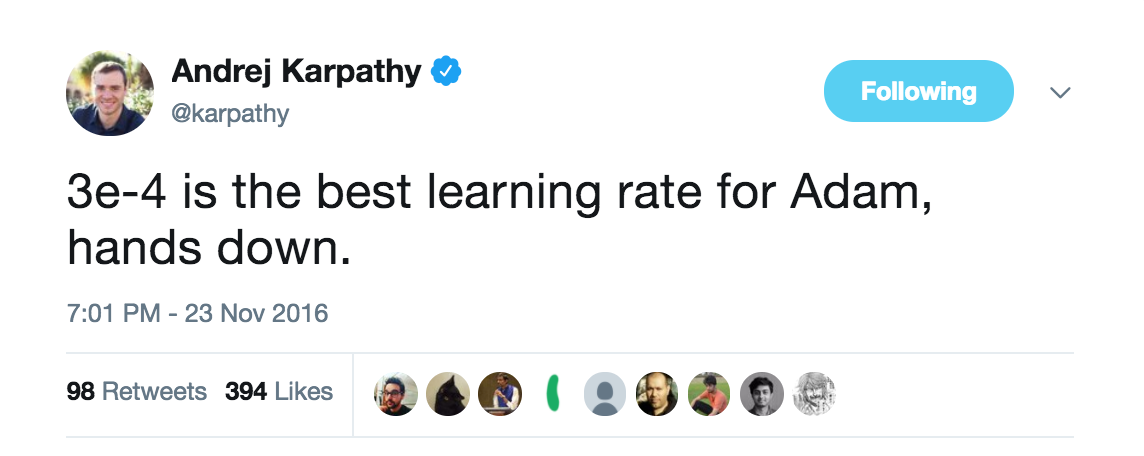 Andrej Karpathy
@karpathy
Following
3e-4 is the best learning rate for Adam,
hands down.
7:01 PM - 23 Nov 2016
98 Retweets 394 Likes